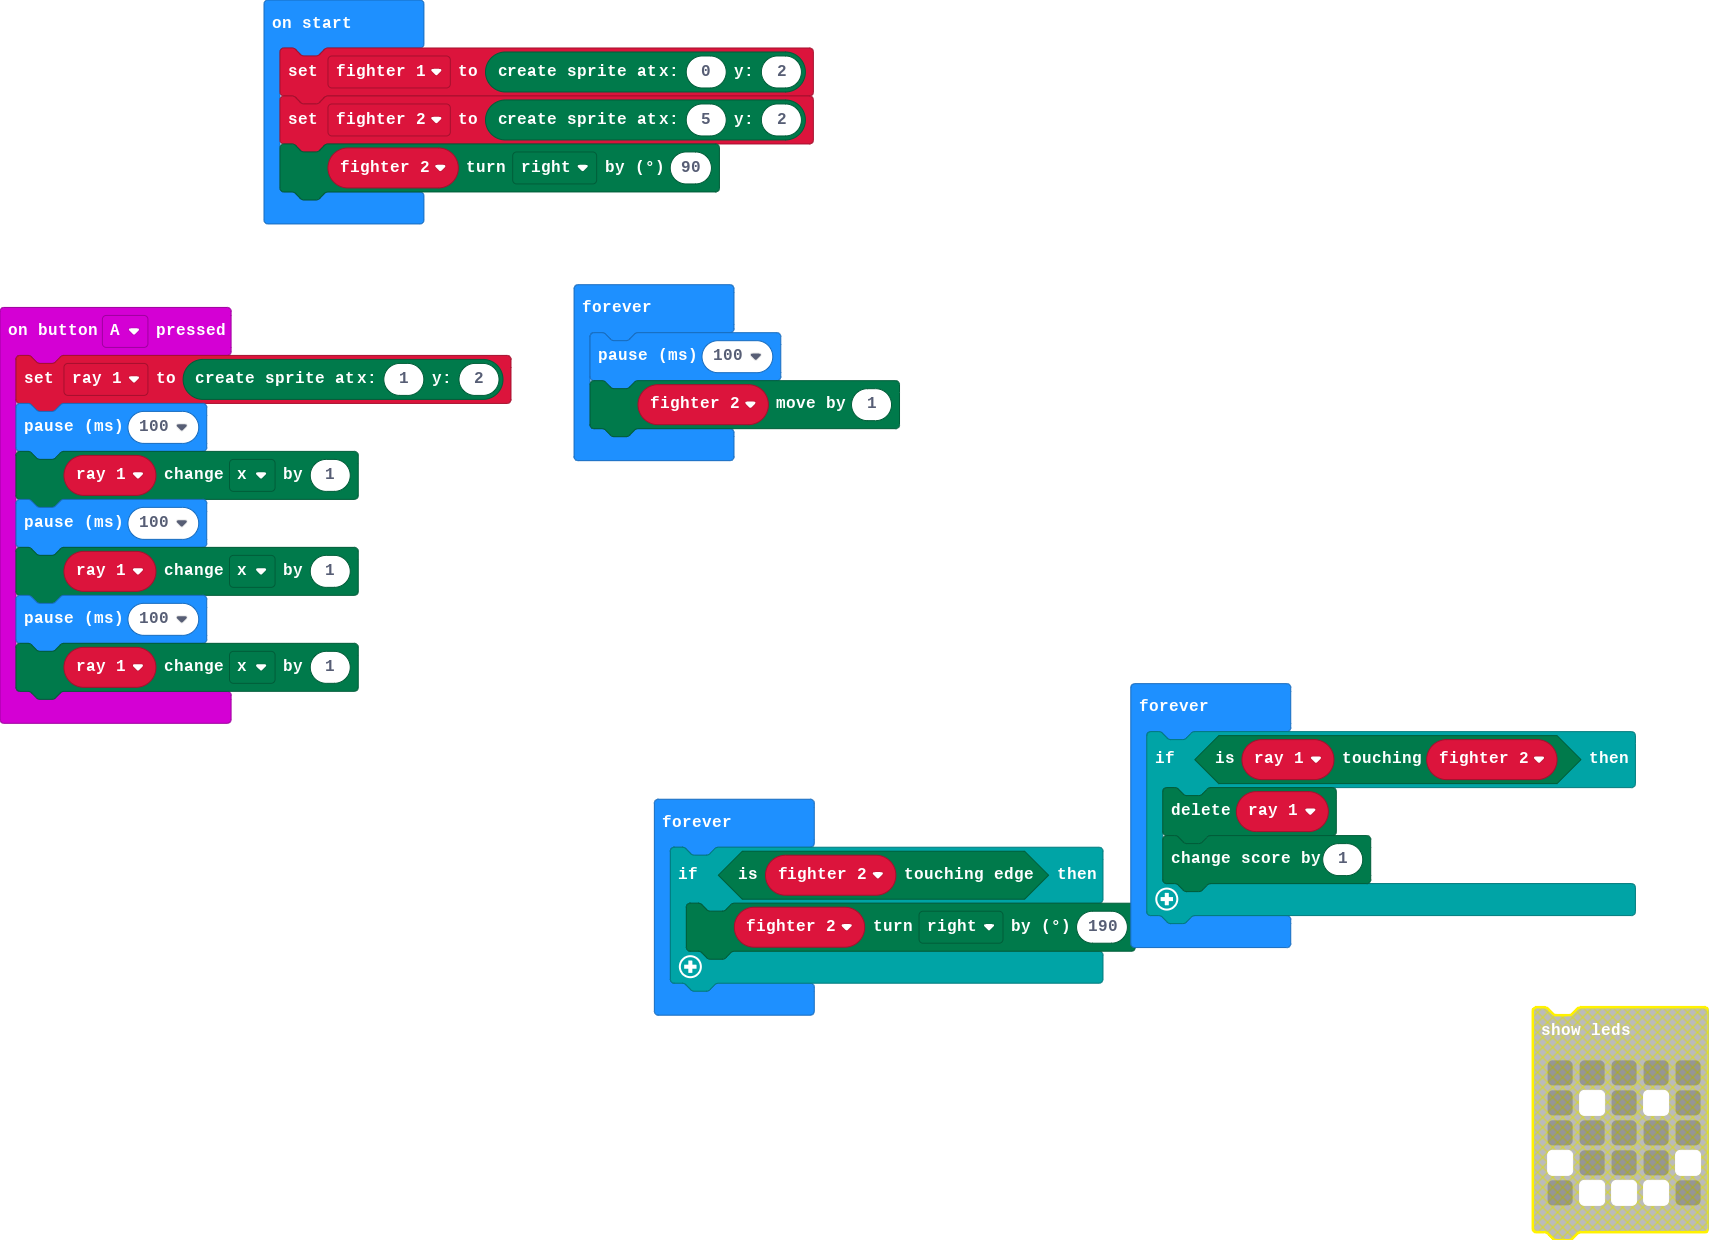 on start
set fighter 1 to create sprite at x: 0 y: 2
set fighter 2 to create sprite at x: 5 y: 2
fighter 2 turn right by (°) 90
on button A pressed
set ray 1 to create sprite at x: 1 y: 2
pause (ms) 100
ray 1 change x by 1
pause (ms) 100
ray 1 change x by 1
pause (ms) 100
ray 1 change x by 1
forever
pause (ms) 100
fighter 2 move by 1
forever
if is fighter 2 touching edge then
fighter 2 turn right by (°) 190
forever
if is ray 1 touching fighter 2 then
delete ray 1
change score by 1
show leds